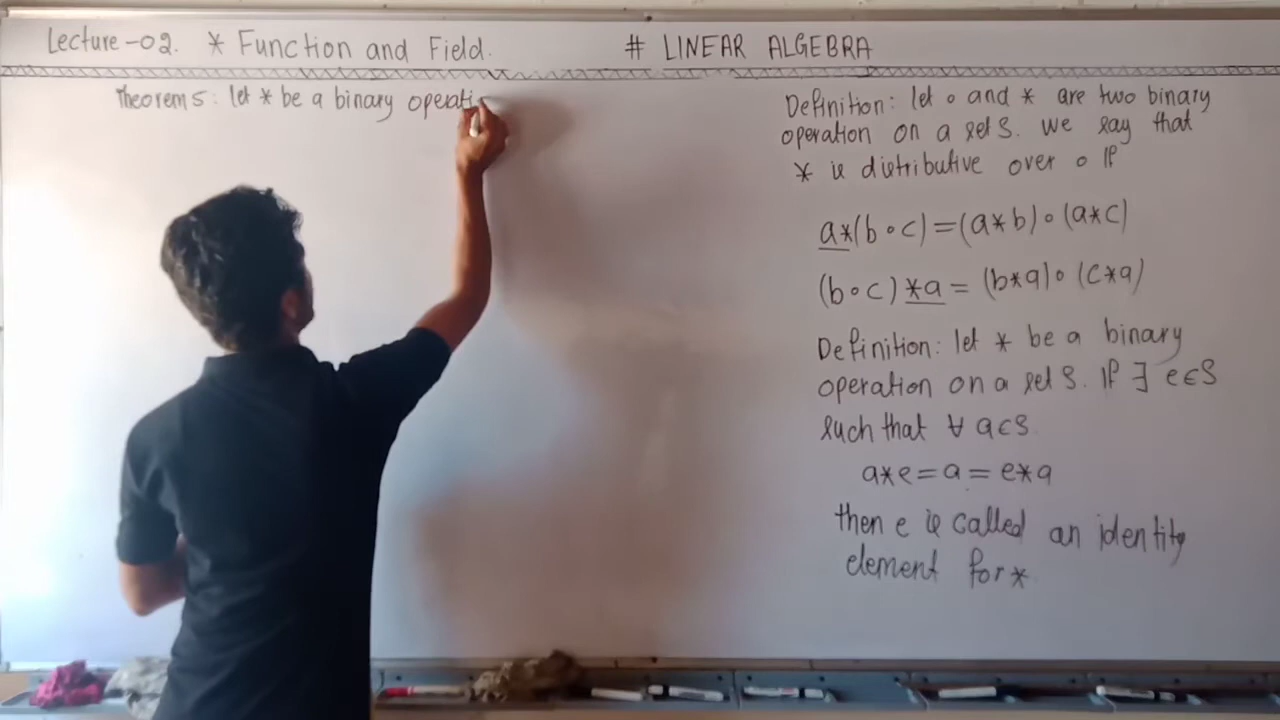 Lecture-02. * Function and Field.
# LINEAR ALGEBRA
Theorem 5: let * be a binary operati
Definition: let ∘ and * are two binary
operation on a set S. we say that
* is distributive over ∘ if
a*(b∘c)=(a*b)∘(a*c)
(b∘c)*a=(b*a)∘(c*a)
Definition: let * be a binary
operation on a set S. If ∃ e∈S
such that ∀ a∈S
a*e=a=e*a
then e is called an identity
element for *